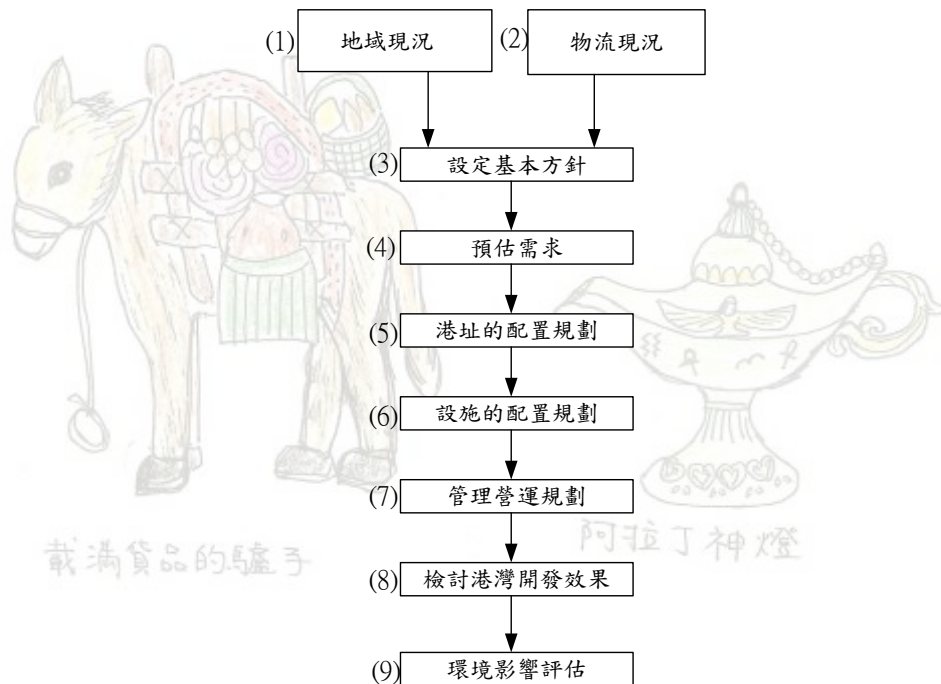 (1) 地域現況
(2) 物流現況
(3) 設定基本方針
(4) 預估需求
(5) 港址的配置規劃
(6) 設施的配置規劃
(7) 管理營運規劃
載滿貨品的驢子
阿拉丁神燈
(8) 檢討港灣開發效果
(9) 環境影響評估